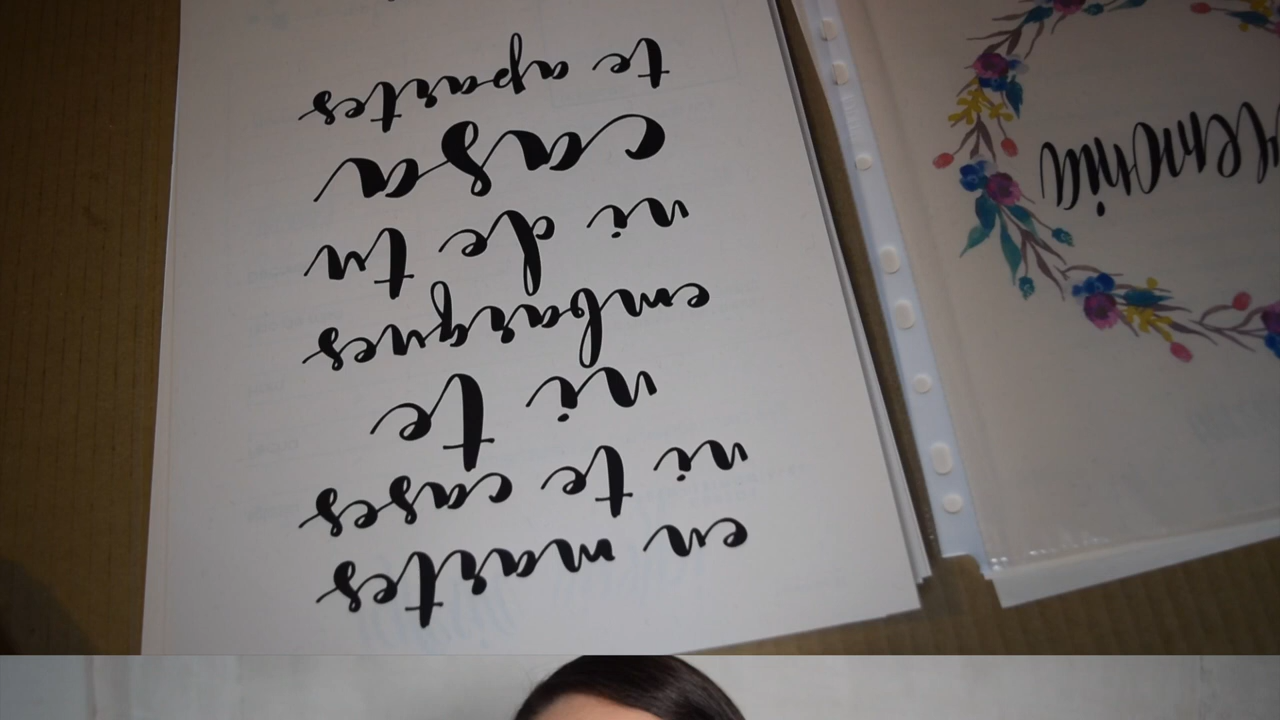 en martes
ni te cases
ni te
embarques
ni de tu
casa
te apartes